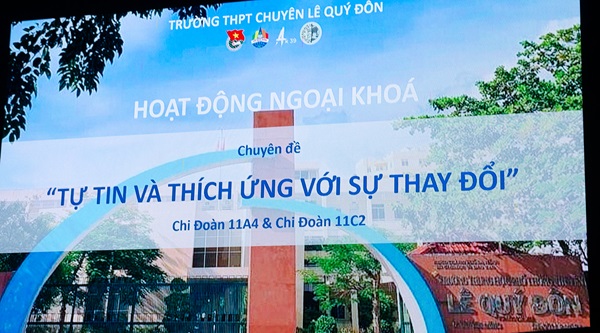 TRƯỜNG THPT CHUYÊN LÊ QUÝ ĐÔN
HOẠT ĐỘNG NGOẠI KHOÁ
Chuyên đề
“TỰ TIN VÀ THÍCH ỨNG VỚI SỰ THAY ĐỔI”
Chi Đoàn 11A4 & Chi Đoàn 11C2
LÊ QUÝ ĐÔN